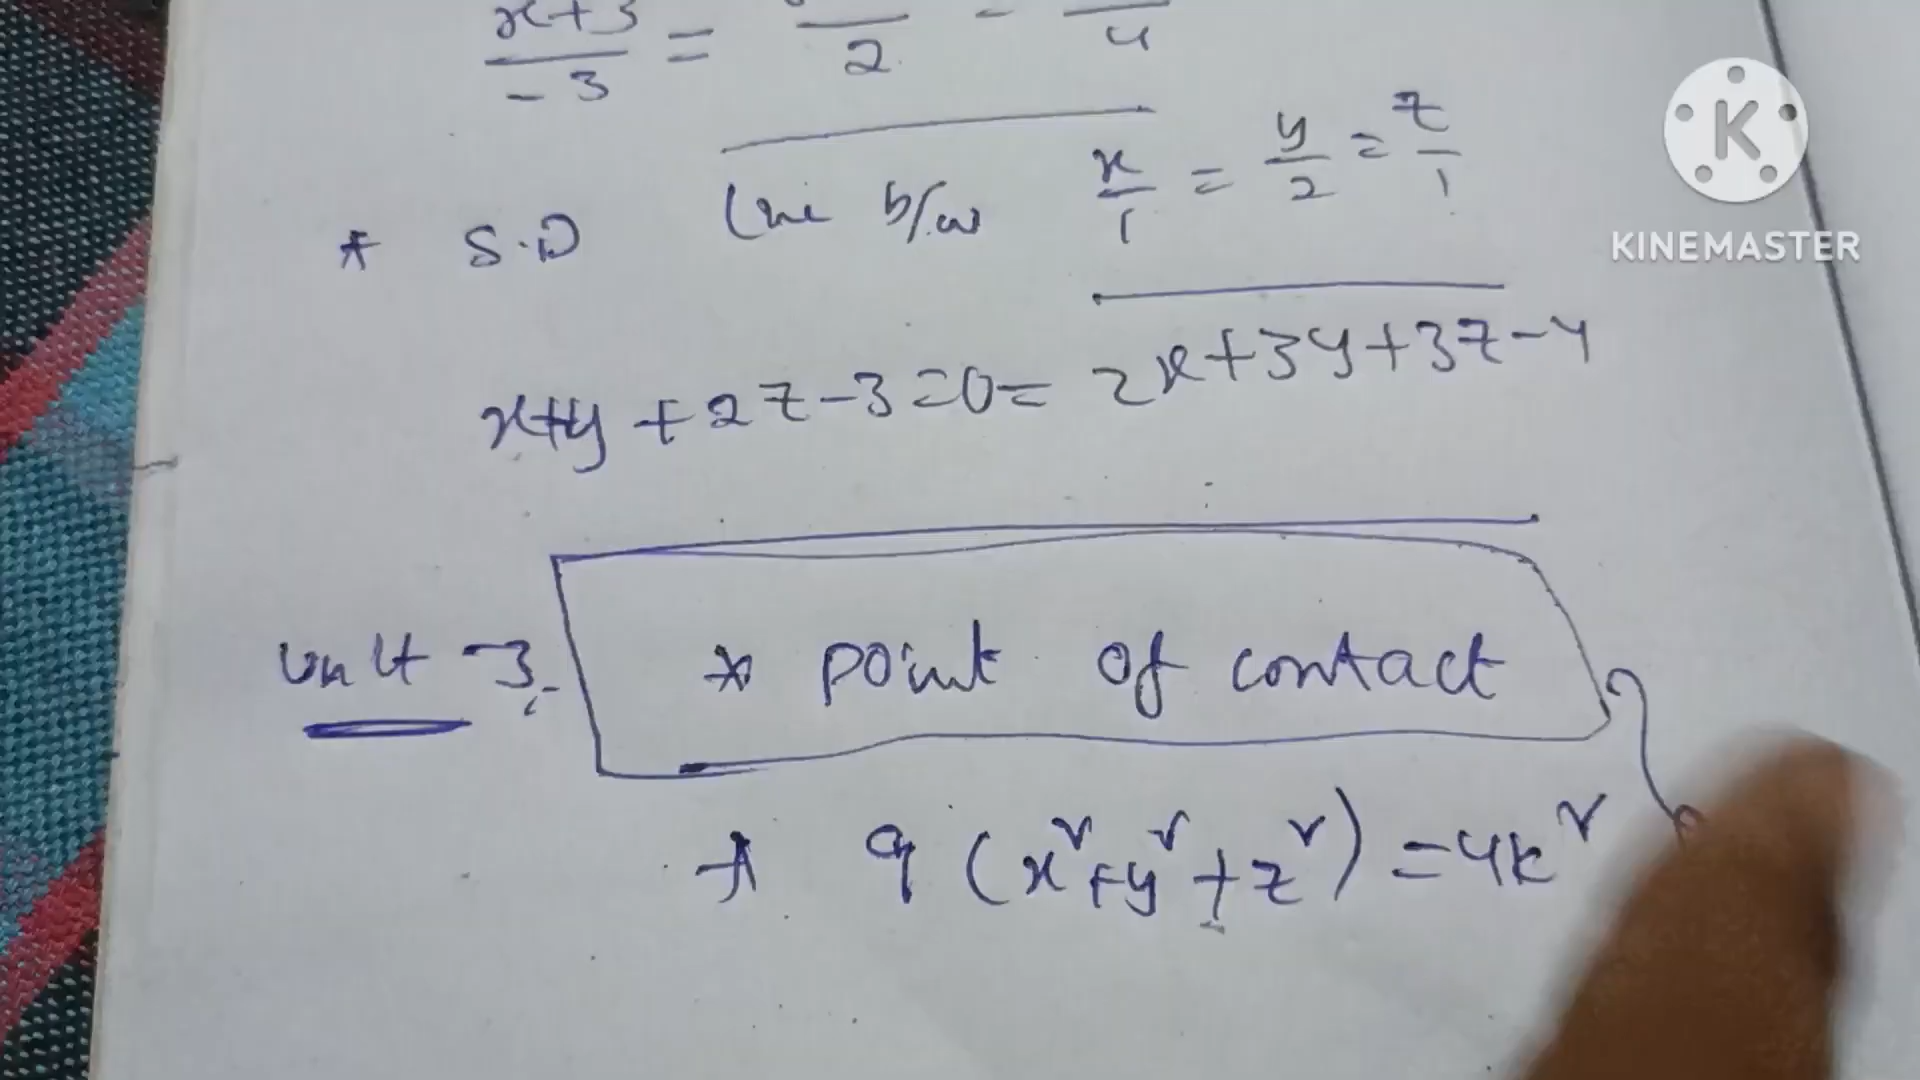 x+3/-3 = /2 - /4
* S.D Line b/w x/1 = y/2 = z/1
x+y+2z-3=0= 2x+3y+3z-4
Unit -3. * point of contact
* 9(x²+y²+z²)=4k²
K
KINEMASTER